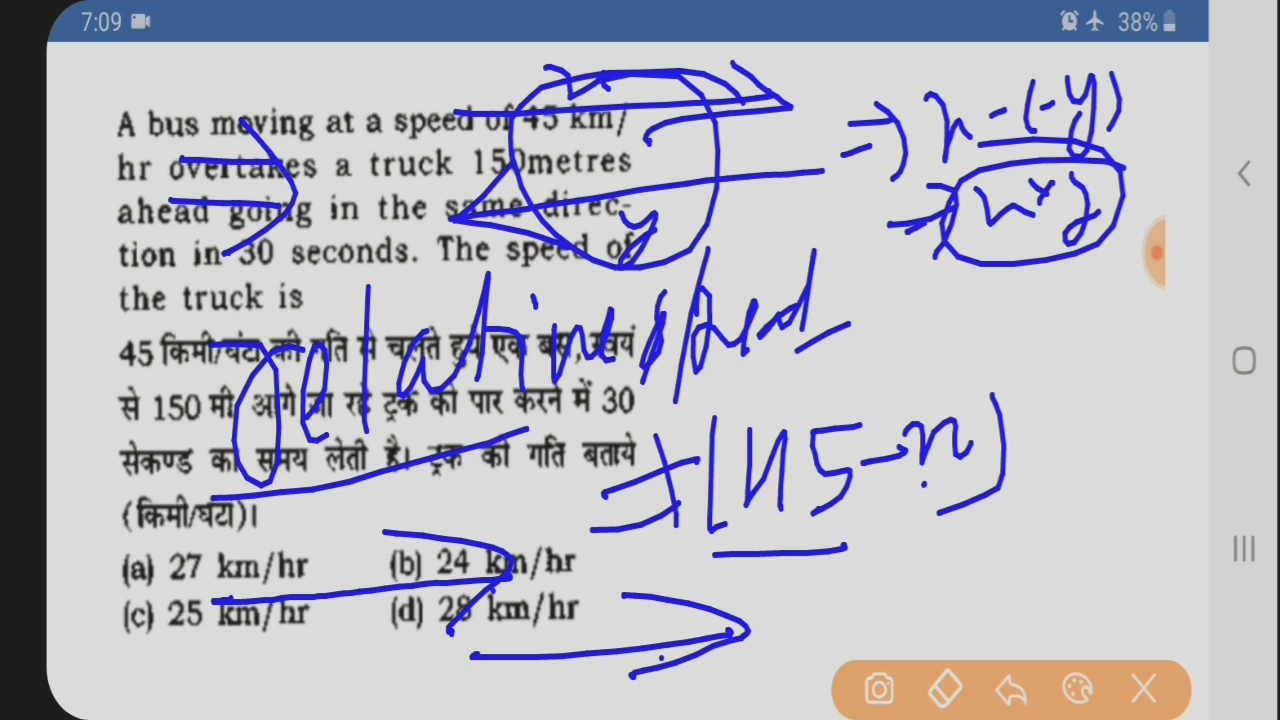 7:09
38%
A bus moving at a speed of 45 km/
hr overtakes a truck 150metres
ahead going in the same direc-
tion in 30 seconds. The speed of
the truck is
45 किमी/घंटा की गति से चलते हुये एक बस, स्वयं
से 150 मी. आगे जा रहे ट्रक को पार करने में 30
सेकण्ड का समय लेती है। ट्रक की गति बताये
(किमी/घंटा)।
(a) 27 km/hr (b) 24 km/hr
(c) 25 km/hr (d) 28 km/hr
x-(-y)
x+y
Relative speed
(45-x)